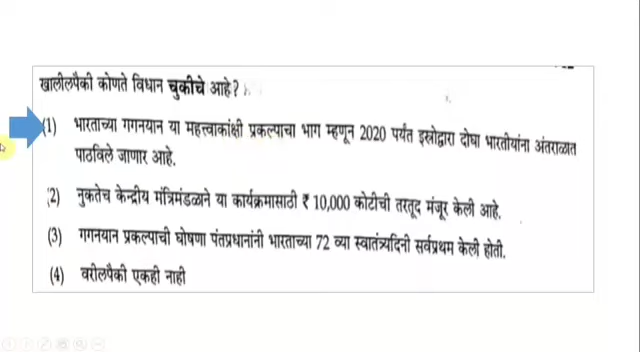 खालीलपैकी कोणते विधान चुकीचे आहे?
(1) भारताच्या गगनयान या महत्त्वाकांक्षी प्रकल्पाचा भाग म्हणून 2020 पर्यंत इस्रोद्वारा दोघा भारतीयांना अंतराळात
पाठविले जाणार आहे.
(2) नुकतेच केन्द्रीय मंत्रिमंडळाने या कार्यक्रमासाठी ₹ 10,000 कोटीची तरतूद मंजूर केली आहे.
(3) गगनयान प्रकल्पाची घोषणा पंतप्रधानांनी भारताच्या 72 व्या स्वातंत्र्यदिनी सर्वप्रथम केली होती.
(4) वरीलपैकी एकही नाही